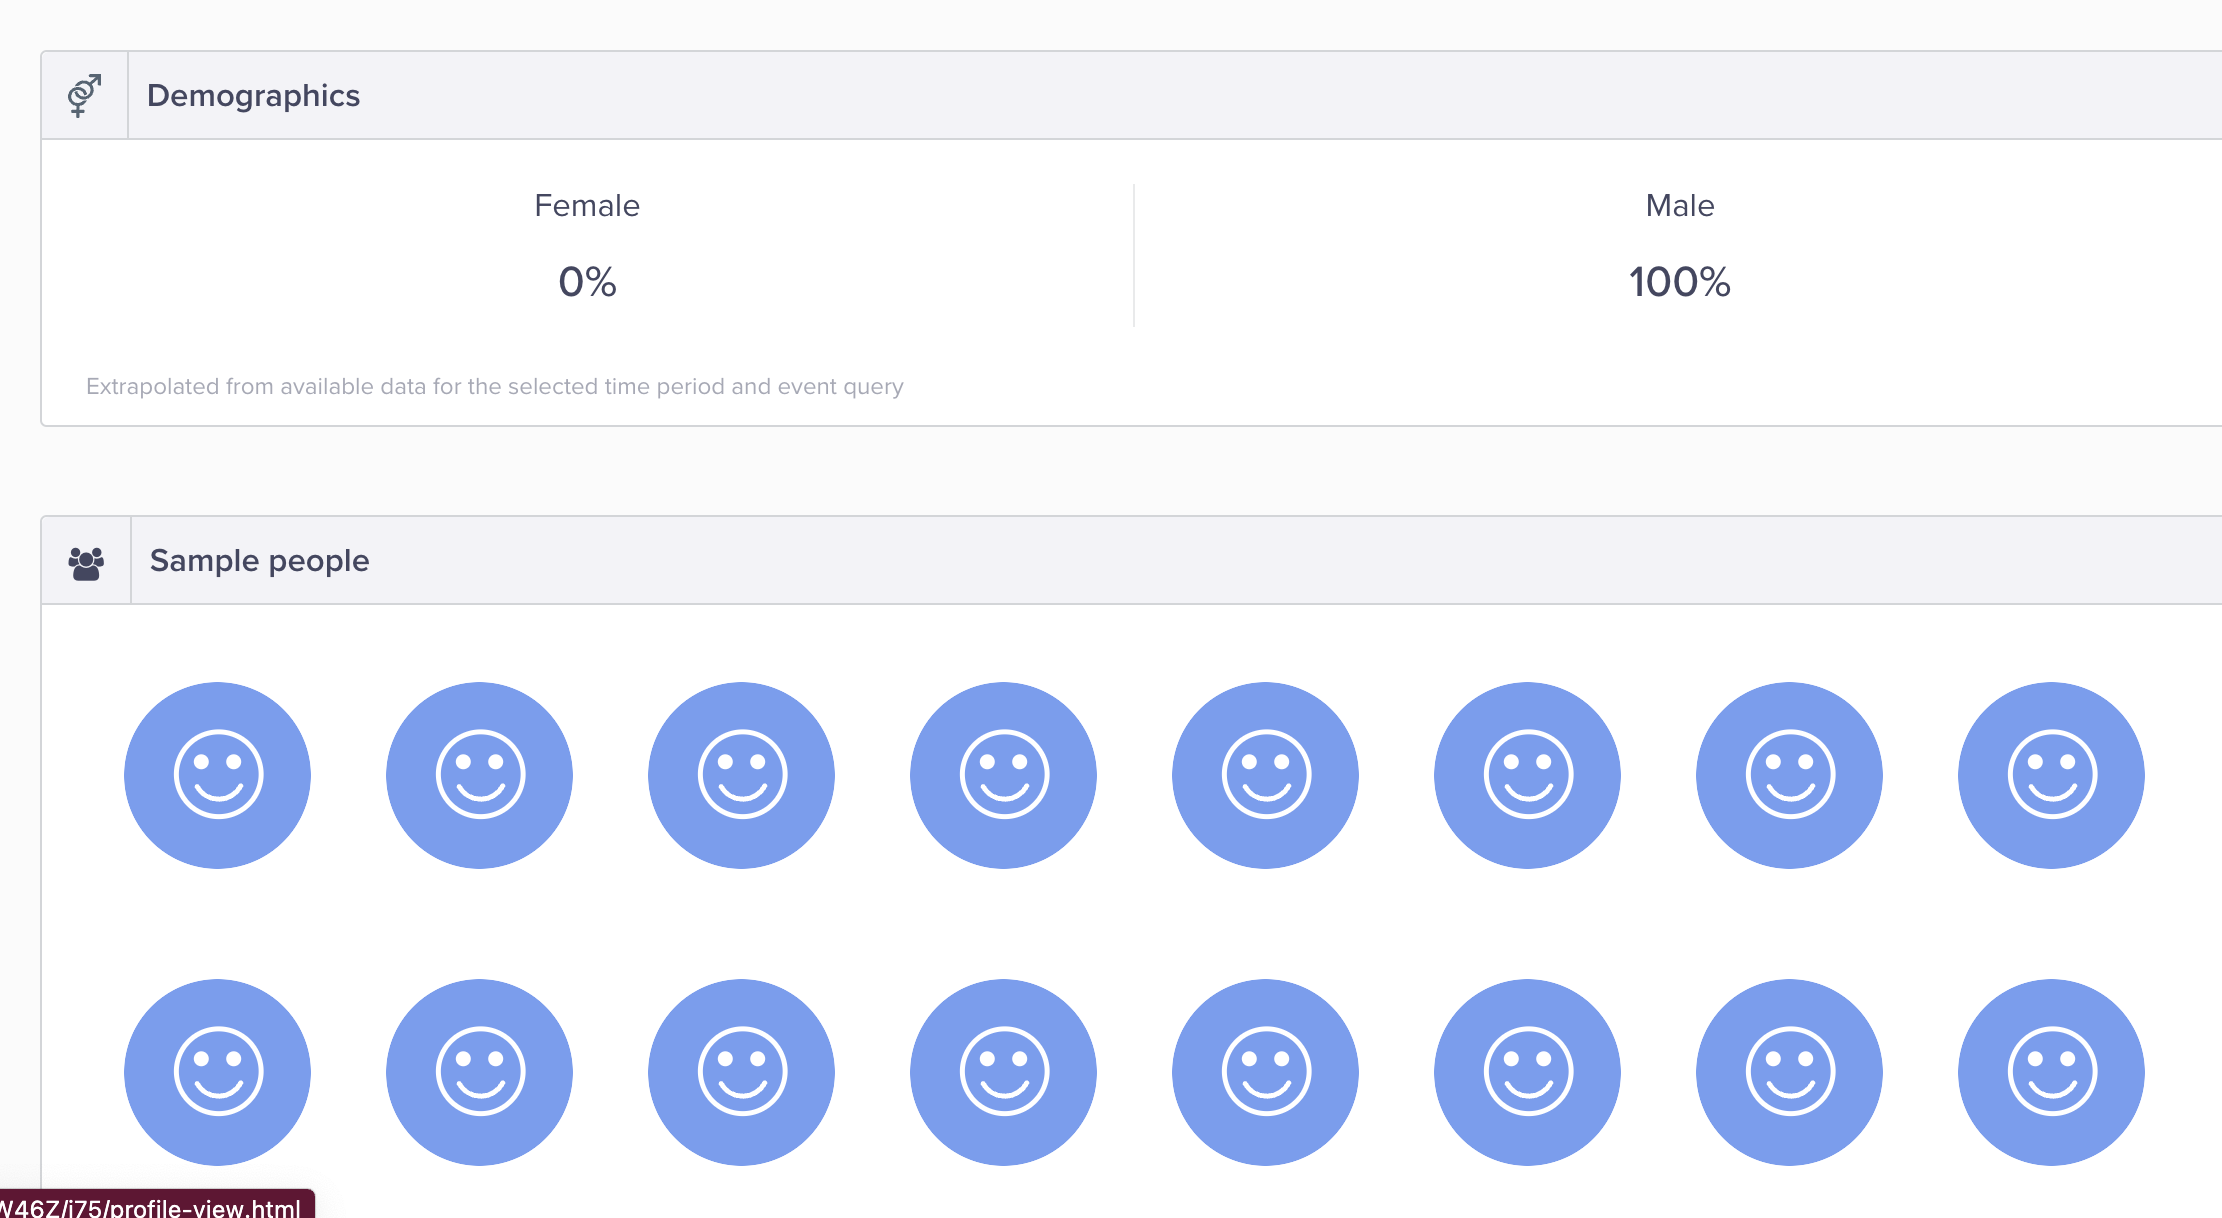 Demographics
Female
Male
0%
100%
Extrapolated from available data for the selected time period and event query
Sample people
W46Z/i75/profile-view.html